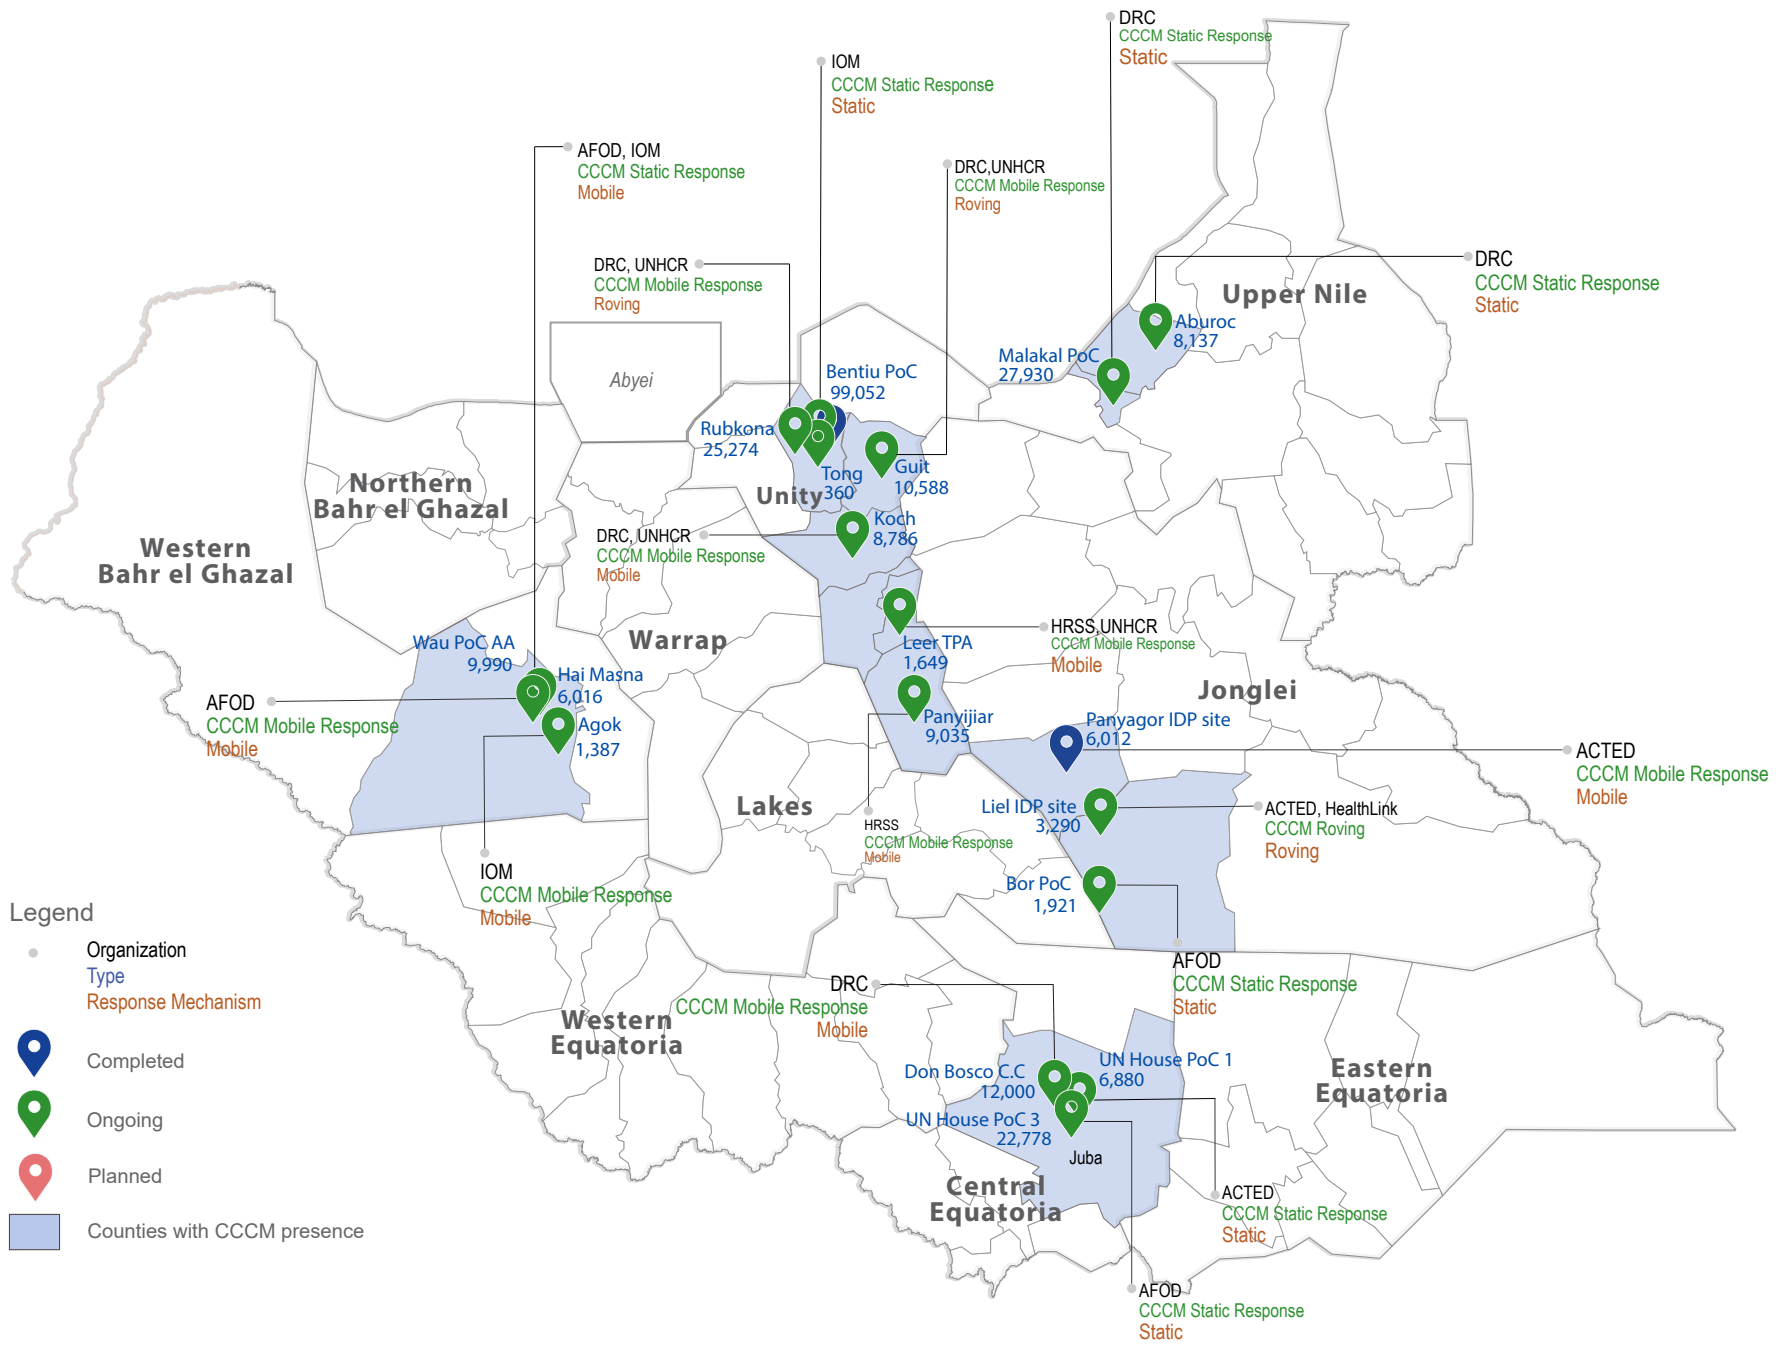 DRC
CCCM Static Response
Static
IOM
CCCM Static Response
Static
AFOD, IOM
CCCM Static Response
Mobile
DRC,UNHCR
CCCM Mobile Response
Roving
DRC, UNHCR
CCCM Mobile Response
Roving
DRC
CCCM Static Response
Static
Upper Nile
Aburoc
8,137
Malakal PoC
27,930
Abyei
Bentiu PoC
99,052
Rubkona
25,274
Tong
360
Guit
10,588
Unity
Koch
8,786
Northern
Bahr el Ghazal
Western
Bahr el Ghazal
DRC, UNHCR
CCCM Mobile Response
Mobile
Warrap
Leer TPA
1,649
HRSS,UNHCR
CCCM Mobile Response
Mobile
Wau PoC AA
9,990
Hai Masna
6,016
Agok
1,387
AFOD
CCCM Mobile Response
Mobile
Jonglei
Panyijiar
9,035
Panyagor IDP site
6,012
ACTED
CCCM Mobile Response
Mobile
Lakes
HRSS
CCCM Mobile Response
Mobile
Liel IDP site
3,290
ACTED, HealthLink
CCCM Roving
Roving
IOM
CCCM Mobile Response
Mobile
Bor PoC
1,921
AFOD
CCCM Static Response
Static
DRC
CCCM Mobile Response
Mobile
Western
Equatoria
Don Bosco C.C
12,000
UN House PoC 1
6,880
UN House PoC 3
22,778
Juba
Eastern
Equatoria
Central
Equatoria
ACTED
CCCM Static Response
Static
AFOD
CCCM Static Response
Static
Legend
Organization
Type
Response Mechanism
Completed
Ongoing
Planned
Counties with CCCM presence